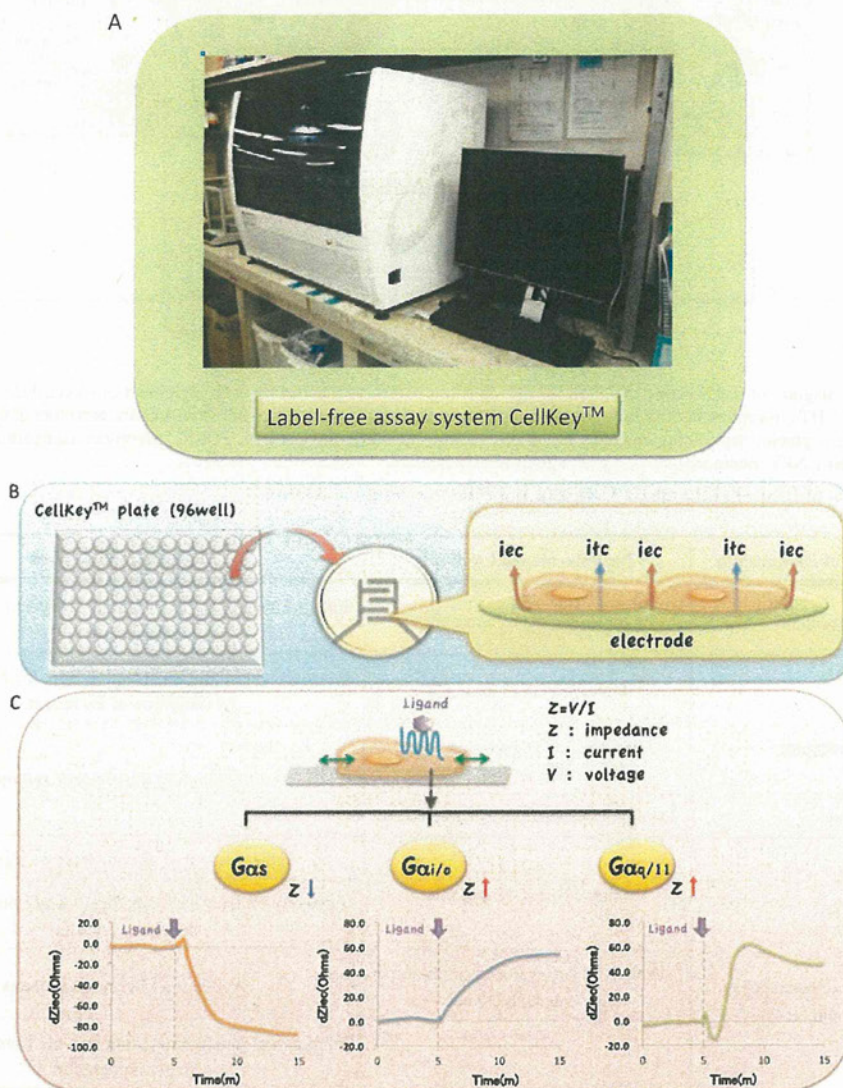 A
Label-free assay system CellKey™
B
CellKey™ plate (96well)
iec itc iec itc iec
electrode
C
Ligand
Z=V/I
Z : impedance
I : current
V : voltage
Gαs
Z ↓
Gαi/o
Z ↑
Gαq/11
Z ↑
dZiec(Ohms)
20.0
0.0
-20.0
-40.0
-60.0
-80.0
-100.0
Ligand
0 5 10 15
Time(m)
dZiec(Ohms)
80.0
60.0
40.0
20.0
0.0
-20.0
Ligand
0 5 10 15
Time(m)
dZiec(Ohms)
80.0
60.0
40.0
20.0
0.0
-20.0
Ligand
0 5 10 15
Time(m)